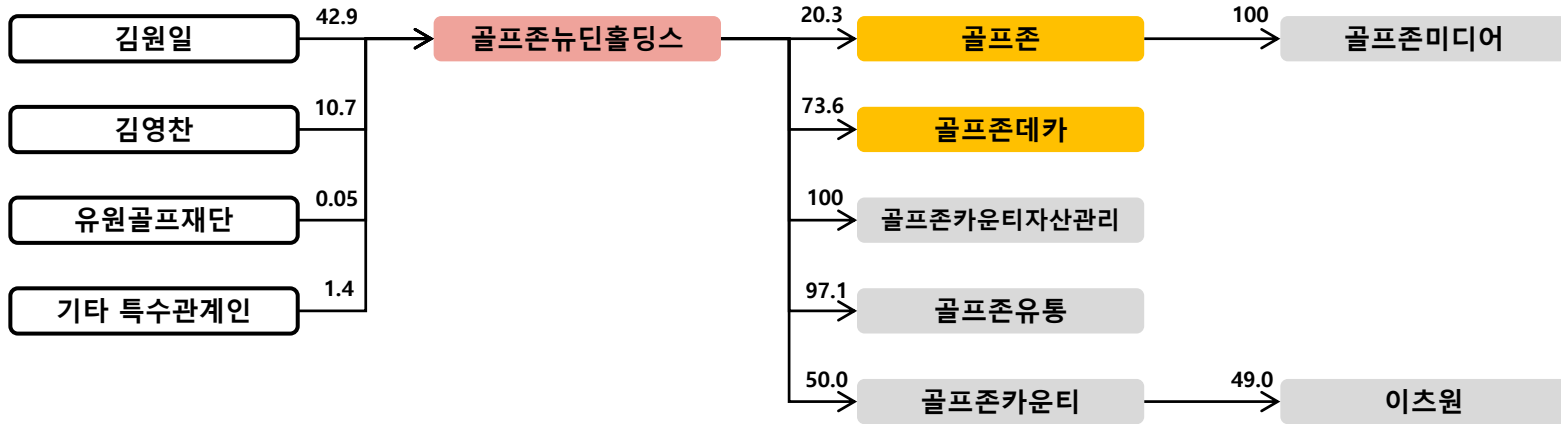 김원일
42.9
골프존뉴딘홀딩스
20.3
골프존
100
골프존미디어
김영찬
10.7
73.6
골프존데카
유원골프재단
0.05
100
골프존카운티자산관리
기타 특수관계인
1.4
97.1
골프존유통
50.0
골프존카운티
49.0
이츠원